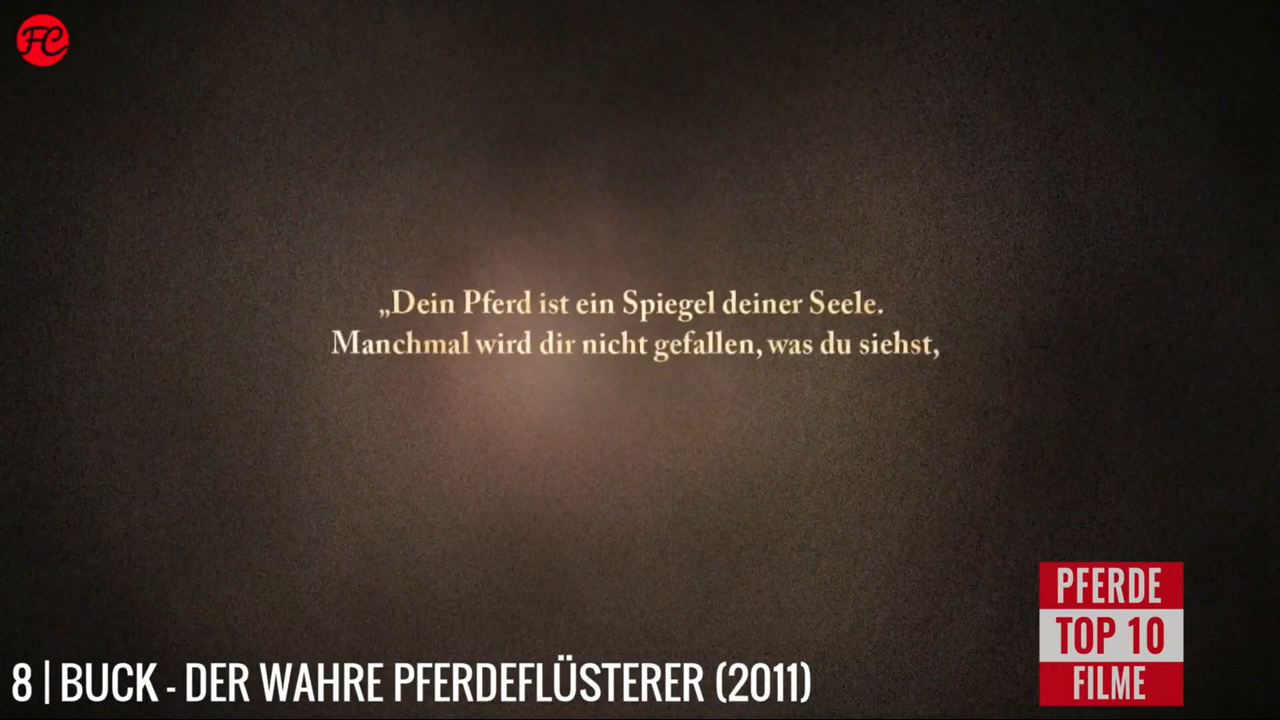 FC
„Dein Pferd ist ein Spiegel deiner Seele.
Manchmal wird dir nicht gefallen, was du siehst,
PFERDE
TOP 10
FILME
8 | BUCK - DER WAHRE PFERDEFLÜSTERER (2011)